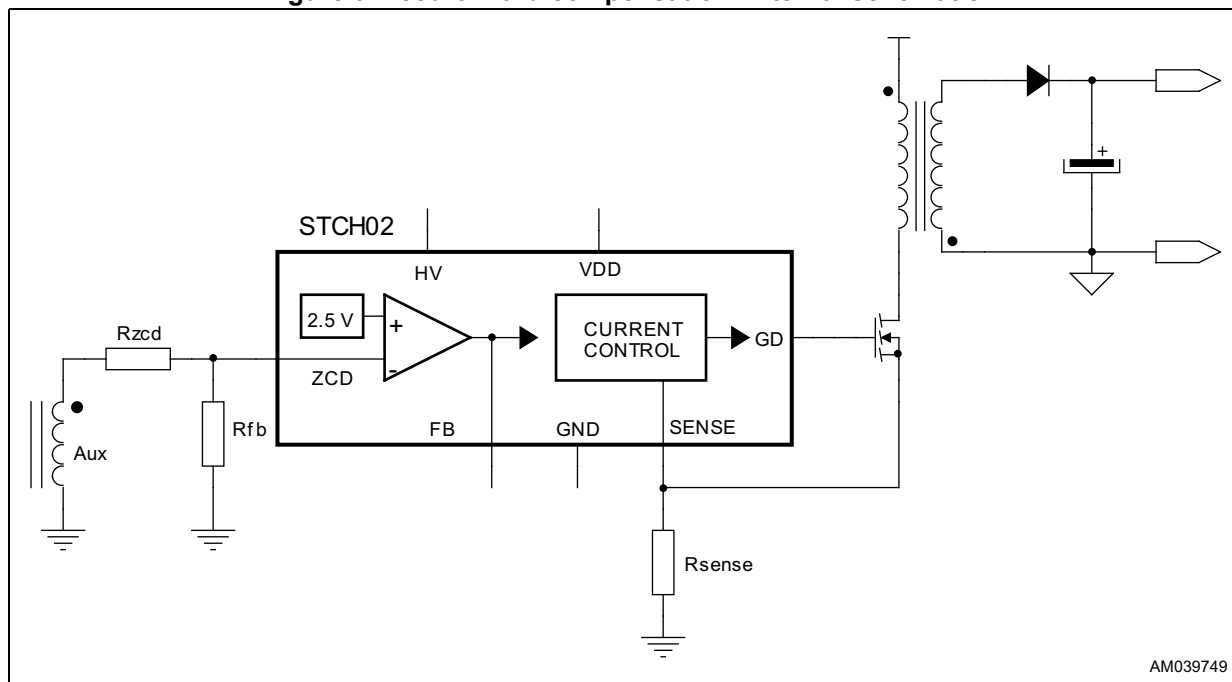 STCH02
HV
VDD
2.5 V
+
-
CURRENT
CONTROL
GD
Rzcd
ZCD
Rfb
FB
GND
SENSE
Aux
Rsense
+
AM039749